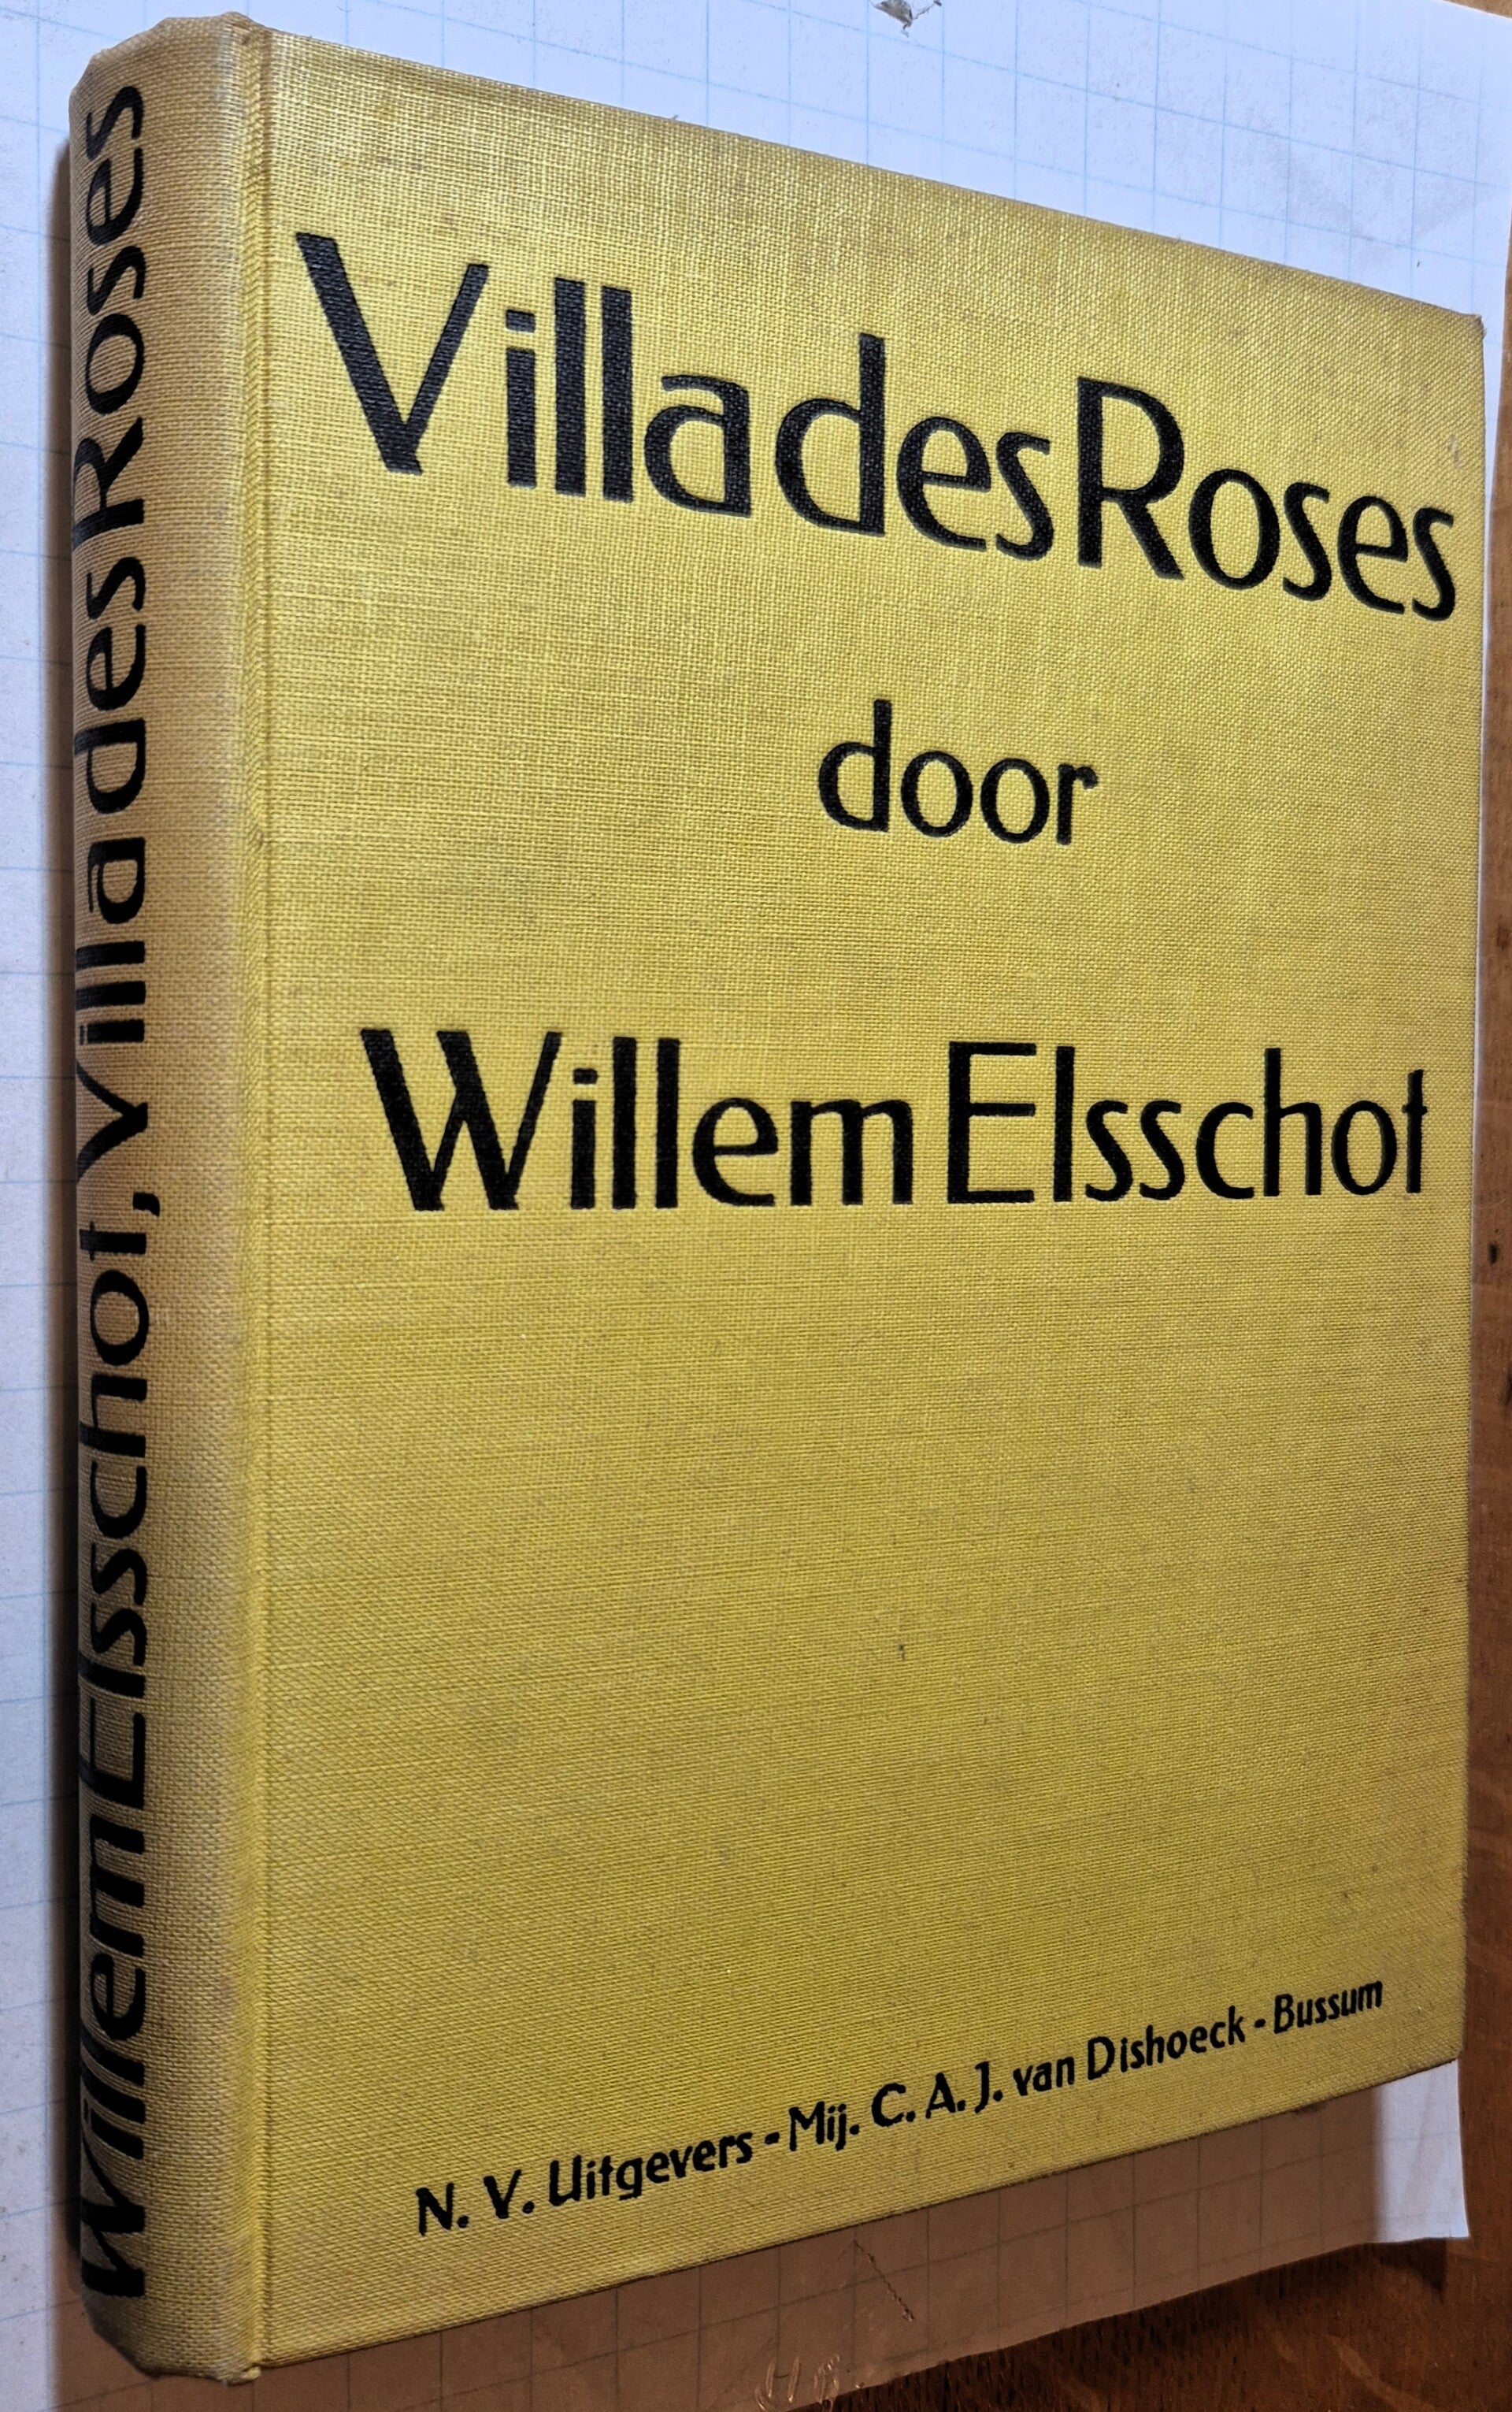 Villa des Roses
door
Willem Elsschot
N. V. Uitgevers - Mij. C. A. J. van Dishoeck - Bussum
Willem Elsschot, Villa des Roses